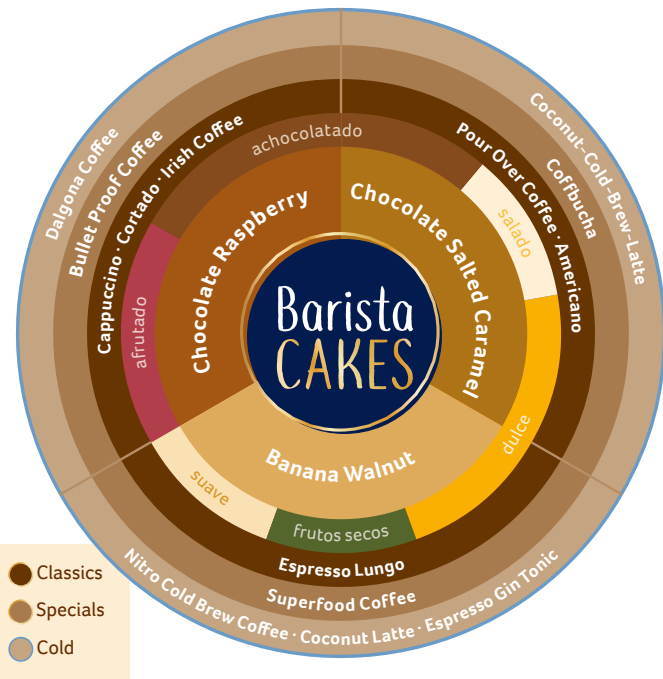 Barista
CAKES
Chocolate Raspberry
Chocolate Salted Caramel
Banana Walnut
achocolatado
salado
dulce
frutos secos
suave
afrutado
Cappuccino · Cortado · Irish Coffee
Bullet Proof Coffee
Dalgona Coffee
Pour Over Coffee · Americano
Coffbucha
Coconut-Cold-Brew-Latte
Espresso Lungo
Superfood Coffee
Nitro Cold Brew Coffee · Coconut Latte · Espresso Gin Tonic
Classics
Specials
Cold